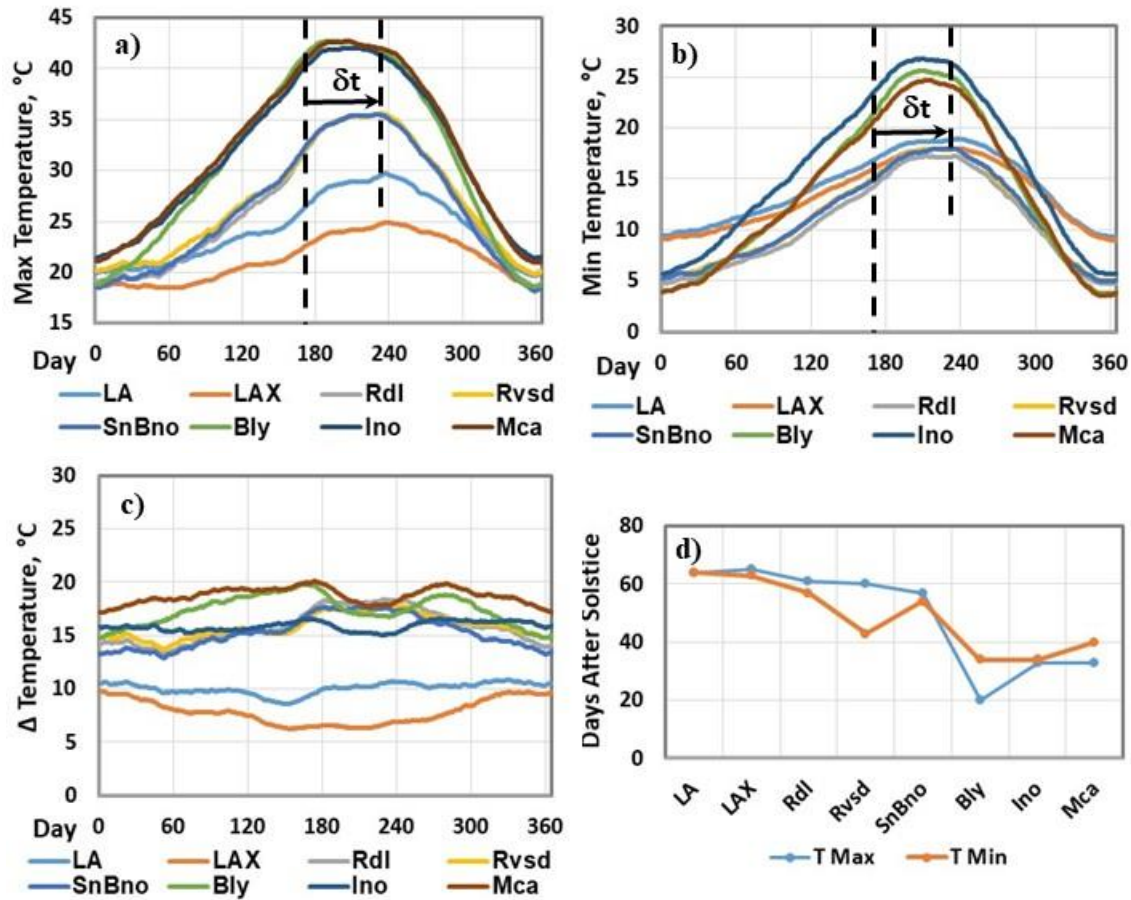 a)
Max Temperature, °C
45
40
35
30
25
20
15
δt
Day 0 60 120 180 240 300 360
LA LAX Rdl Rvsd
SnBno Bly Ino Mca
b)
Min Temperature, °C
30
25
20
15
10
5
0
δt
Day 0 60 120 180 240 300 360
LA LAX Rdl Rvsd
SnBno Bly Ino Mca
c)
Δ Temperature, °C
30
25
20
15
10
5
0
Day 0 60 120 180 240 300 360
LA LAX Rdl Rvsd
SnBno Bly Ino Mca
d)
Days After Solstice
80
60
40
20
0
LA LAX Rdl Rvsd SnBno Bly Ino Mca
T Max T Min